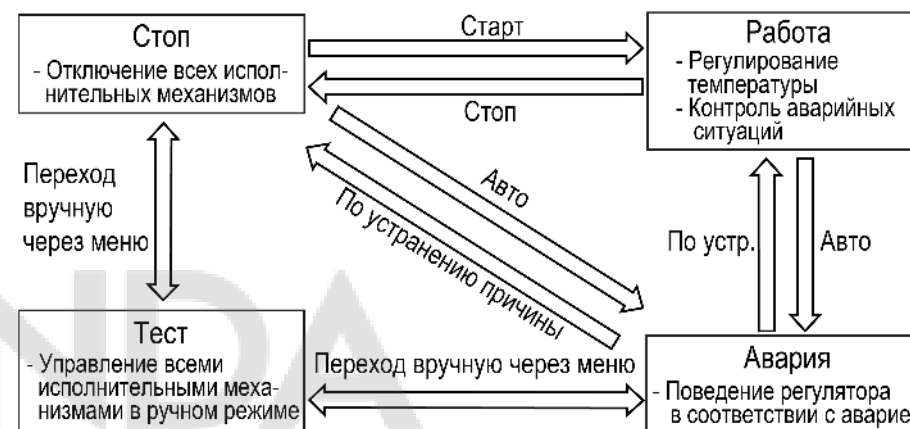 Стоп
- Отключение всех испол-
нительных механизмов
Старт
Стоп
Работа
- Регулирование
температуры
- Контроль аварийных
ситуаций
Переход
вручную
через меню
Авто
По устранению причины
По устр.
Авто
Тест
- Управление всеми
исполнительными меха-
низмами в ручном режиме
Переход вручную через меню
Авария
- Поведение регулятора
в соответствии с аварие